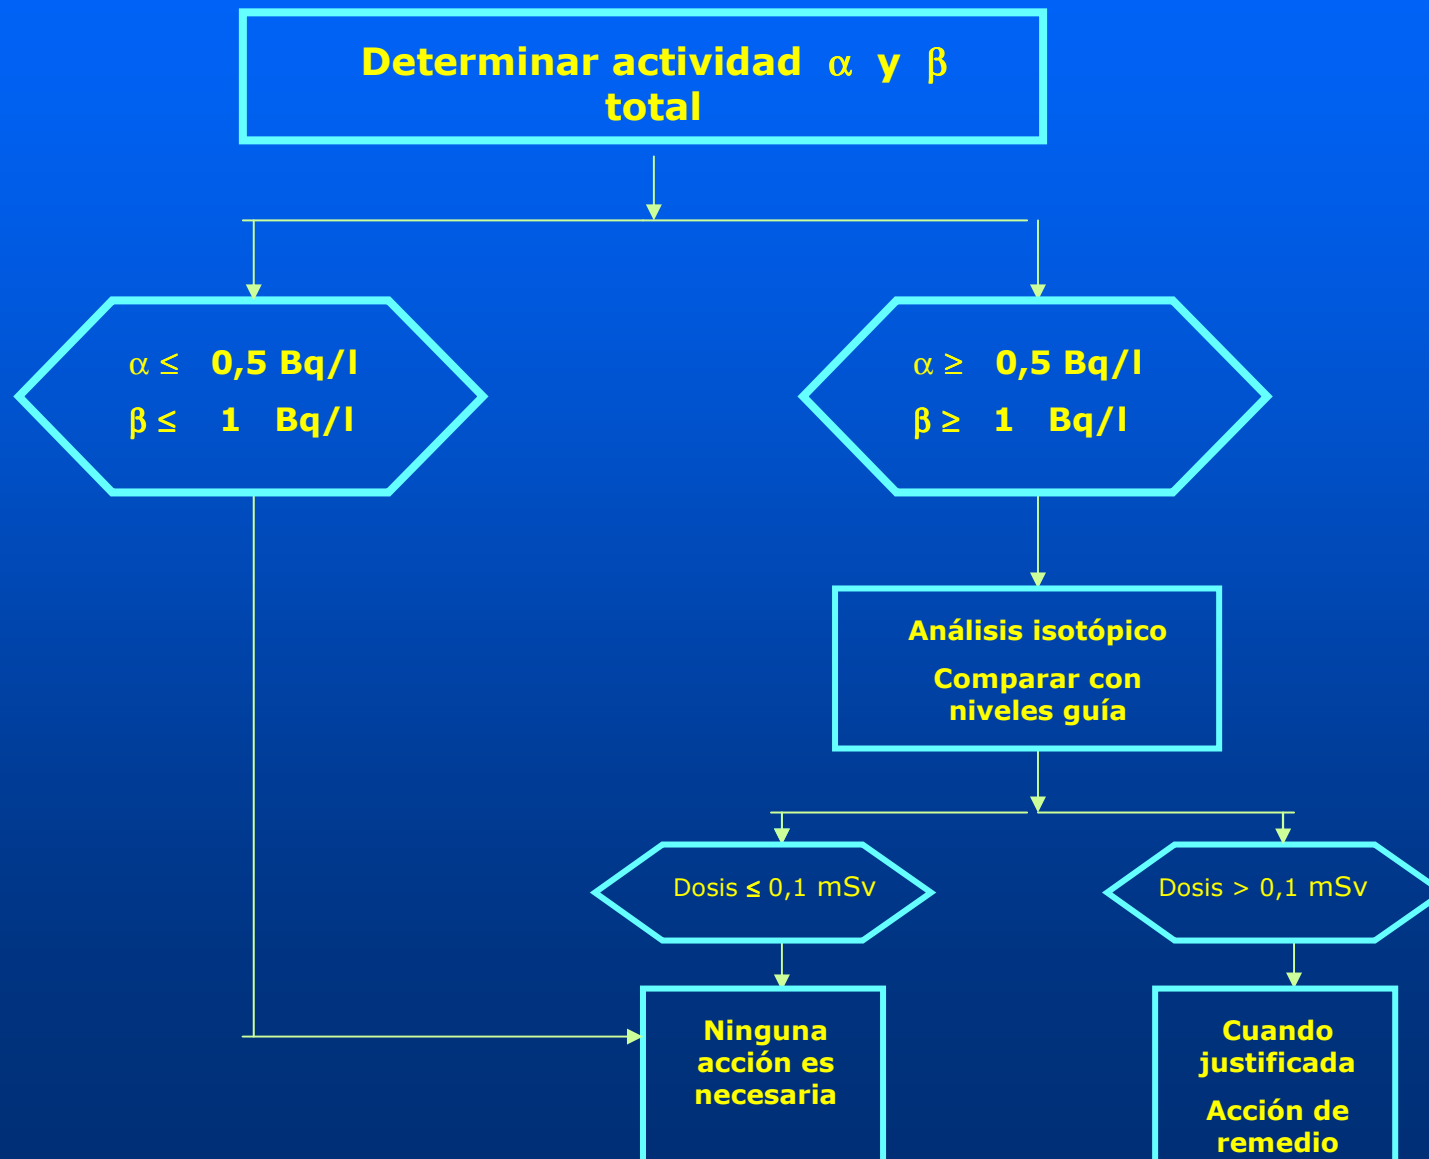 Determinar actividad α y β
total
α ≤ 0,5 Bq/l
β ≤ 1 Bq/l
α ≥ 0,5 Bq/l
β ≥ 1 Bq/l
Análisis isotópico
Comparar con
niveles guía
Dosis ≤ 0,1 mSv
Dosis > 0,1 mSv
Ninguna
acción es
necesaria
Cuando
justificada
Acción de
remedio